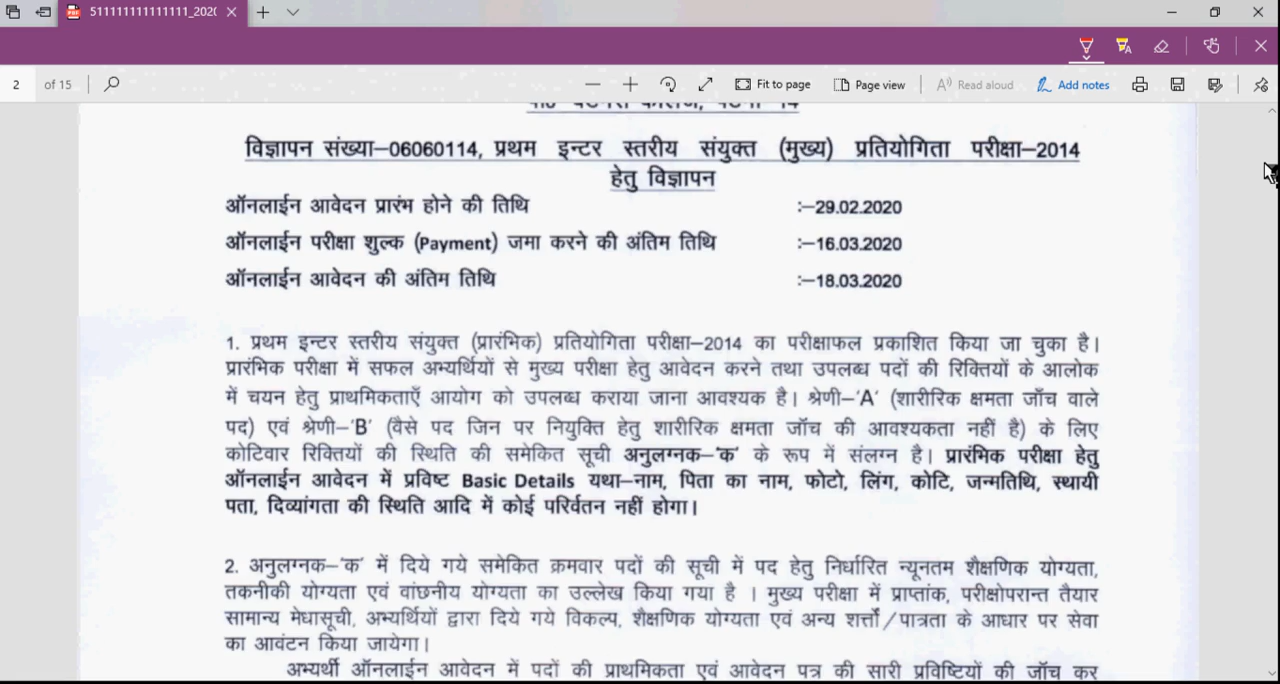 511111111111111_202
2 of 15 Fit to page Page view Read aloud Add notes
विज्ञापन संख्या–06060114, प्रथम इन्टर स्तरीय संयुक्त (मुख्य) प्रतियोगिता परीक्षा–2014
हेतु विज्ञापन
ऑनलाईन आवेदन प्रारंभ होने की तिथि :–29.02.2020
ऑनलाईन परीक्षा शुल्क (Payment) जमा करने की अंतिम तिथि :–16.03.2020
ऑनलाईन आवेदन की अंतिम तिथि :–18.03.2020
1. प्रथम इन्टर स्तरीय संयुक्त (प्रारंभिक) प्रतियोगिता परीक्षा–2014 का परीक्षाफल प्रकाशित किया जा चुका है।
प्रारंभिक परीक्षा में सफल अभ्यर्थियों से मुख्य परीक्षा हेतु आवेदन करने तथा उपलब्ध पदों की रिक्तियों के आलोक
में चयन हेतु प्राथमिकताएँ आयोग को उपलब्ध कराया जाना आवश्यक है। श्रेणी–'A' (शारीरिक क्षमता जाँच वाले
पद) एवं श्रेणी–'B' (वैसे पद जिन पर नियुक्ति हेतु शारीरिक क्षमता जॉच की आवश्यकता नहीं है) के लिए
कोटिवार रिक्तियों की स्थिति की समेकित सूची अनुलग्नक–'क' के रूप में संलग्न है। प्रारंभिक परीक्षा हेतु
ऑनलाईन आवेदन में प्रविष्ट Basic Details यथा–नाम, पिता का नाम, फोटो, लिंग, कोटि, जन्मतिथि, स्थायी
पता, दिव्यांगता की स्थिति आदि में कोई परिर्वतन नहीं होगा।
2. अनुलग्नक–'क' में दिये गये समेकित क्रमवार पदों की सूची में पद हेतु निर्धारित न्यूनतम शैक्षणिक योग्यता,
तकनीकी योग्यता एवं वांछनीय योग्यता का उल्लेख किया गया है । मुख्य परीक्षा में प्राप्तांक, परीक्षोपरान्त तैयार
सामान्य मेधासूची, अभ्यर्थियों द्वारा दिये गये विकल्प, शैक्षणिक योग्यता एवं अन्य शर्त्तों/पात्रता के आधार पर सेवा
का आवंटन किया जायेगा।
अभ्यर्थी ऑनलाईन आवेदन में पदों की प्राथमिकता एवं आवेदन पत्र की सारी प्रविष्टियों की जॉच कर